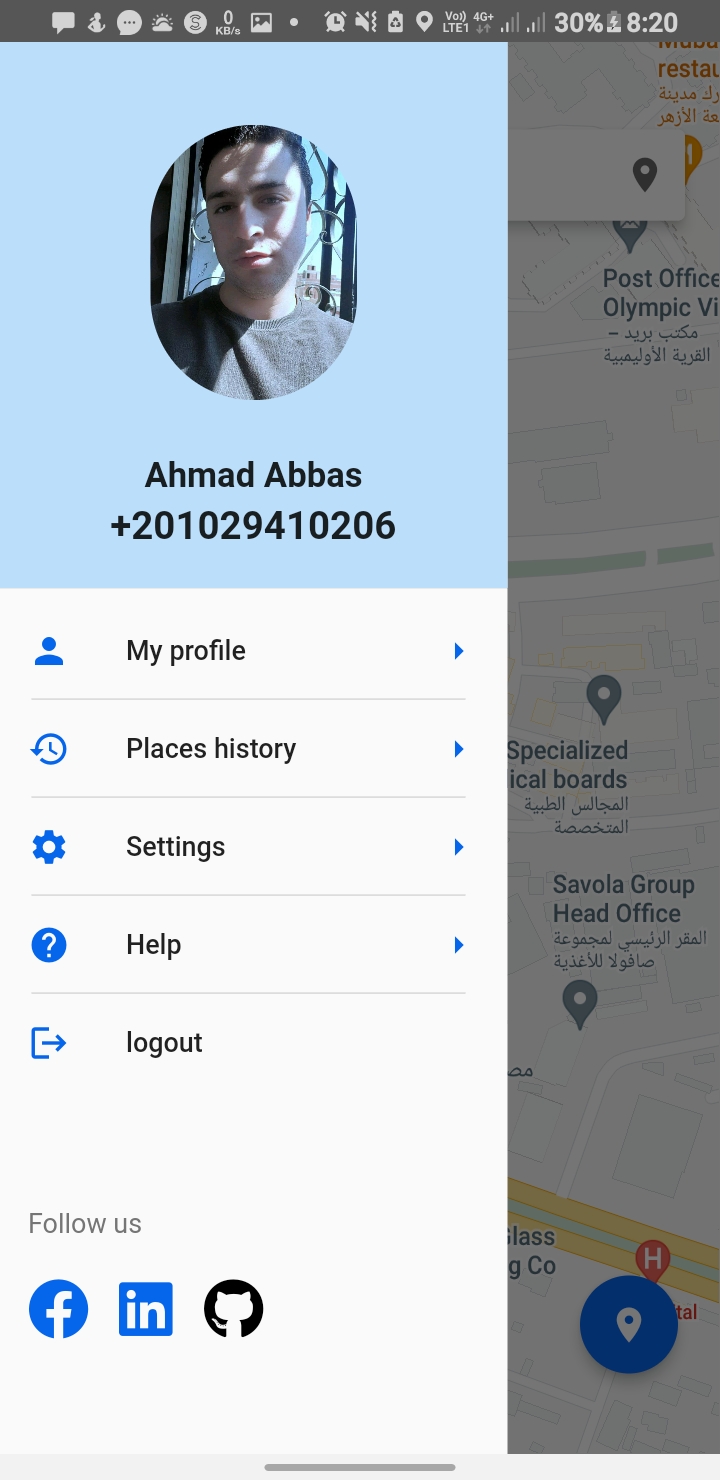 0
KB/s
Vo))
LTE1
4G+
30%
8:20
restau
رك مدينة
عة الأزهر
Post Office
Olympic Vi
مكتب بريد –
القرية الأوليمبية
Ahmad Abbas
+201029410206
My profile
Places history
Settings
Help
logout
Specialized
ical boards
المجالس الطبية
المتخصصة
Savola Group
Head Office
المقر الرئيسي لمجموعة
صافولا للأغذية
مص
Glass
g Co
H
tal
Follow us
in